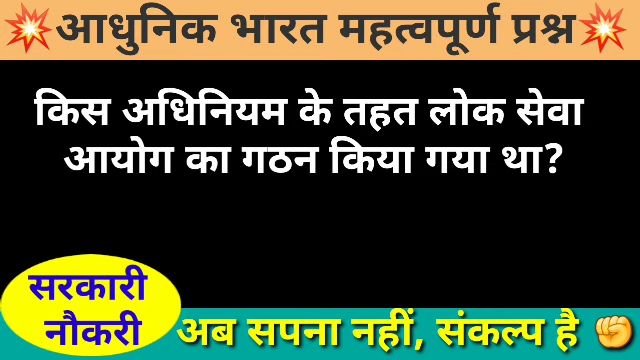 💥आधुनिक भारत महत्वपूर्ण प्रश्न💥
किस अधिनियम के तहत लोक सेवा
आयोग का गठन किया गया था?
सरकारी
नौकरी
अब सपना नहीं, संकल्प है ✊